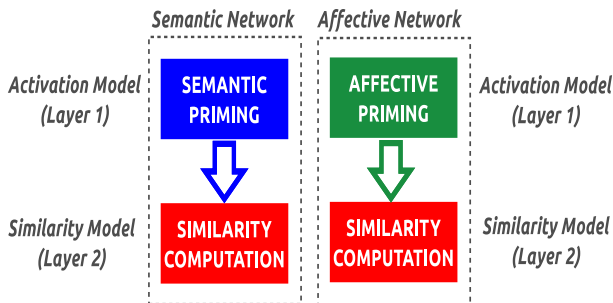 Semantic Network
Affective Network
Activation Model
(Layer 1)
SEMANTIC
PRIMING
AFFECTIVE
PRIMING
Activation Model
(Layer 1)
Similarity Model
(Layer 2)
SIMILARITY
COMPUTATION
SIMILARITY
COMPUTATION
Similarity Model
(Layer 2)